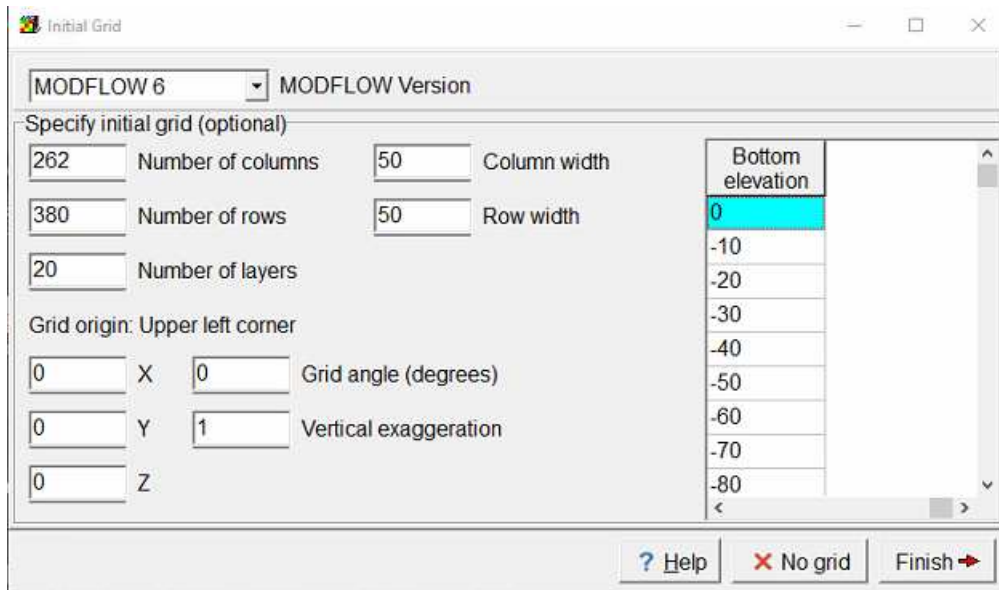 Initial Grid
MODFLOW 6 MODFLOW Version
Specify initial grid (optional)
262 Number of columns 50 Column width
380 Number of rows 50 Row width
20 Number of layers
Grid origin: Upper left corner
0 X 0 Grid angle (degrees)
0 Y 1 Vertical exaggeration
0 Z
Bottom
elevation
0
-10
-20
-30
-40
-50
-60
-70
-80
? Help No grid Finish